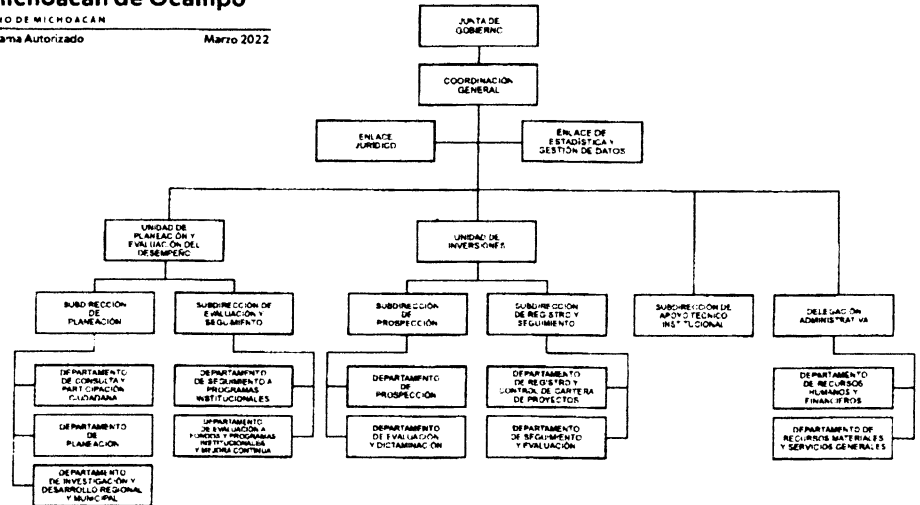 Michoacán de Ocampo
NO DE MICHOACÁN
ama Autorizado Marzo 2022
JUNTA DE
GOBIERNO
COORDINACIÓN
GENERAL
ENLACE
JURÍDICO
ENLACE DE
ESTADÍSTICA Y
GESTIÓN DE DATOS
UNIDAD DE
PLANEACIÓN Y
EVALUACIÓN DEL
DESEMPEÑO
UNIDAD DE
INVERSIONES
SUBDIRECCIÓN
DE
PLANEACIÓN
SUBDIRECCIÓN DE
EVALUACIÓN Y
SEGUIMIENTO
SUBDIRECCIÓN
DE
PROSPECCIÓN
SUBDIRECCIÓN
DE REGISTRO Y
SEGUIMIENTO
SUBDIRECCIÓN DE
APOYO TÉCNICO
INSTITUCIONAL
DELEGACIÓN
ADMINISTRATIVA
DEPARTAMENTO
DE CONSULTA Y
PARTICIPACIÓN
CIUDADANA
DEPARTAMENTO
DE SEGUIMIENTO A
PROGRAMAS
INSTITUCIONALES
DEPARTAMENTO
DE
PROSPECCIÓN
DEPARTAMENTO
DE REGISTRO Y
CONTROL DE CARTERA
DE PROYECTOS
DEPARTAMENTO
DE RECURSOS
HUMANOS Y
FINANCIEROS
DEPARTAMENTO
DE
PLANEACIÓN
DEPARTAMENTO
DE EVALUACIÓN A
FONDOS Y PROGRAMAS
INSTITUCIONALES
Y MEJORA CONTINUA
DEPARTAMENTO
DE EVALUACIÓN
Y DICTAMINACIÓN
DEPARTAMENTO
DE SEGUIMIENTO
Y EVALUACIÓN
DEPARTAMENTO DE
RECURSOS MATERIALES
Y SERVICIOS GENERALES
DEPARTAMENTO
DE INVESTIGACIÓN Y
DESARROLLO REGIONAL
Y MUNICIPAL